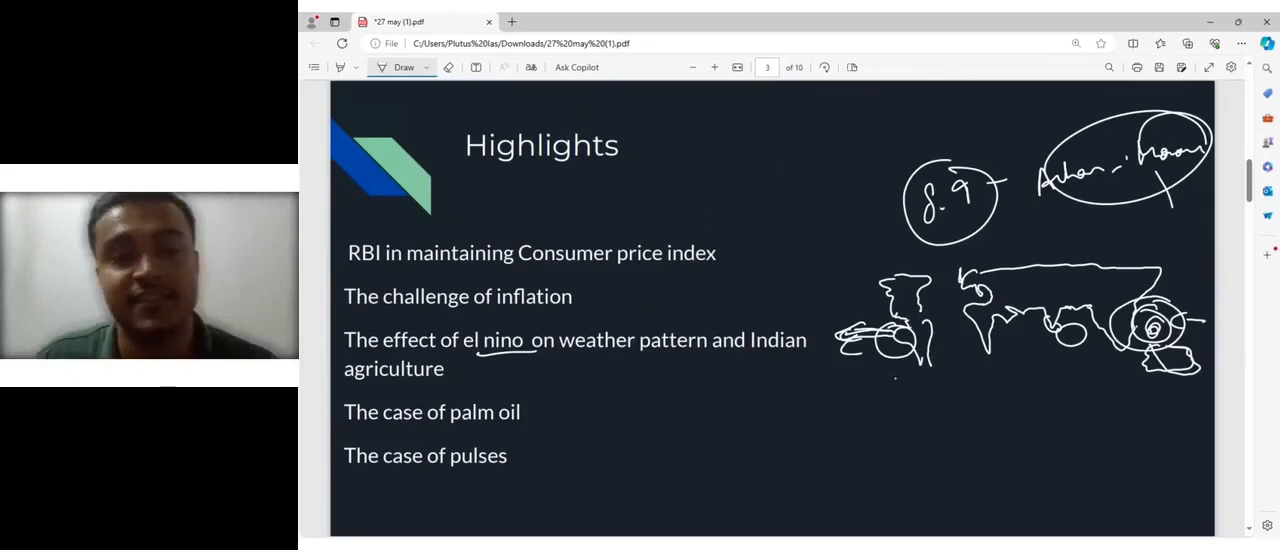 *27 may (1).pdf
File C:/Users/Plutus%20Ias/Downloads/27%20may%20(1).pdf
Draw Ask Copilot 3 of 10
Highlights
8.9
RBI in maintaining Consumer price index
The challenge of inflation
The effect of el nino on weather pattern and Indian
agriculture
The case of palm oil
The case of pulses